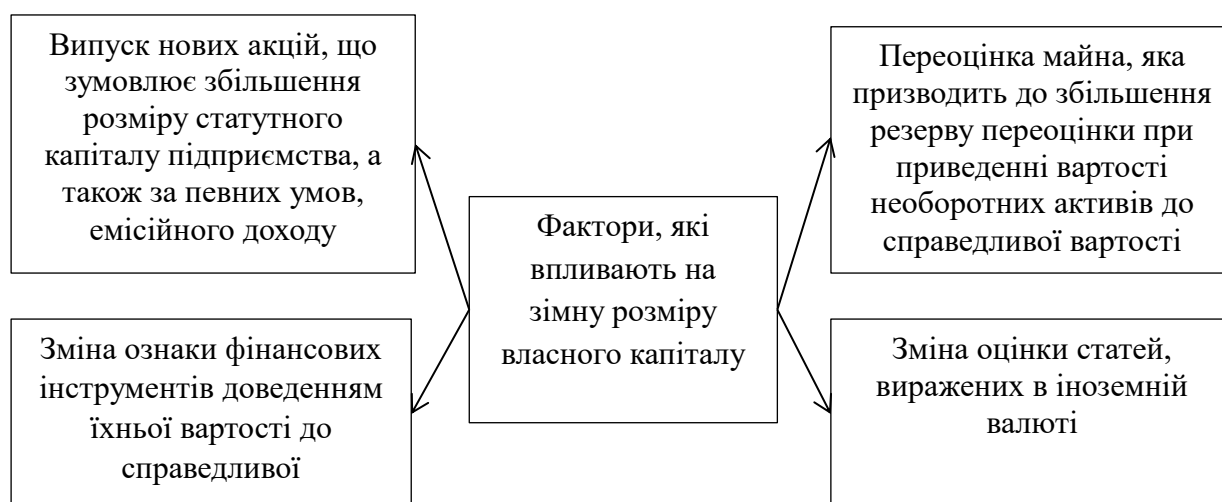 Випуск нових акцій, що
зумовлює збільшення
розміру статутного
капіталу підприємства, а
також за певних умов,
емісійного доходу
Переоцінка майна, яка
призводить до збільшення
резерву переоцінки при
приведенні вартості
необоротних активів до
справедливої вартості
Фактори, які
впливають на
зімну розміру
власного капіталу
Зміна ознаки фінансових
інструментів доведенням
їхньої вартості до
справедливої
Зміна оцінки статей,
виражених в іноземній
валюті